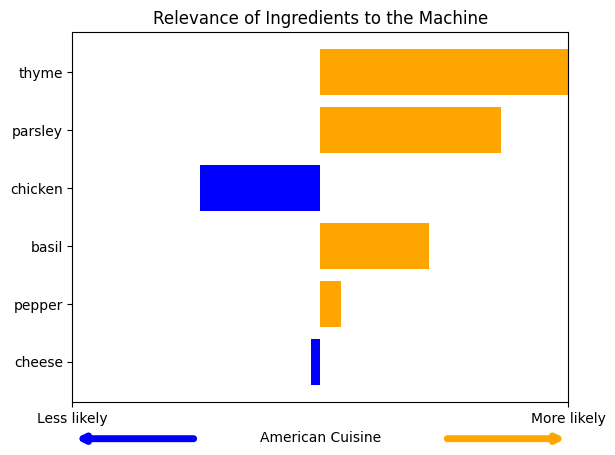 Relevance of Ingredients to the Machine
thyme
parsley
chicken
basil
pepper
cheese
Less likely
More likely
American Cuisine